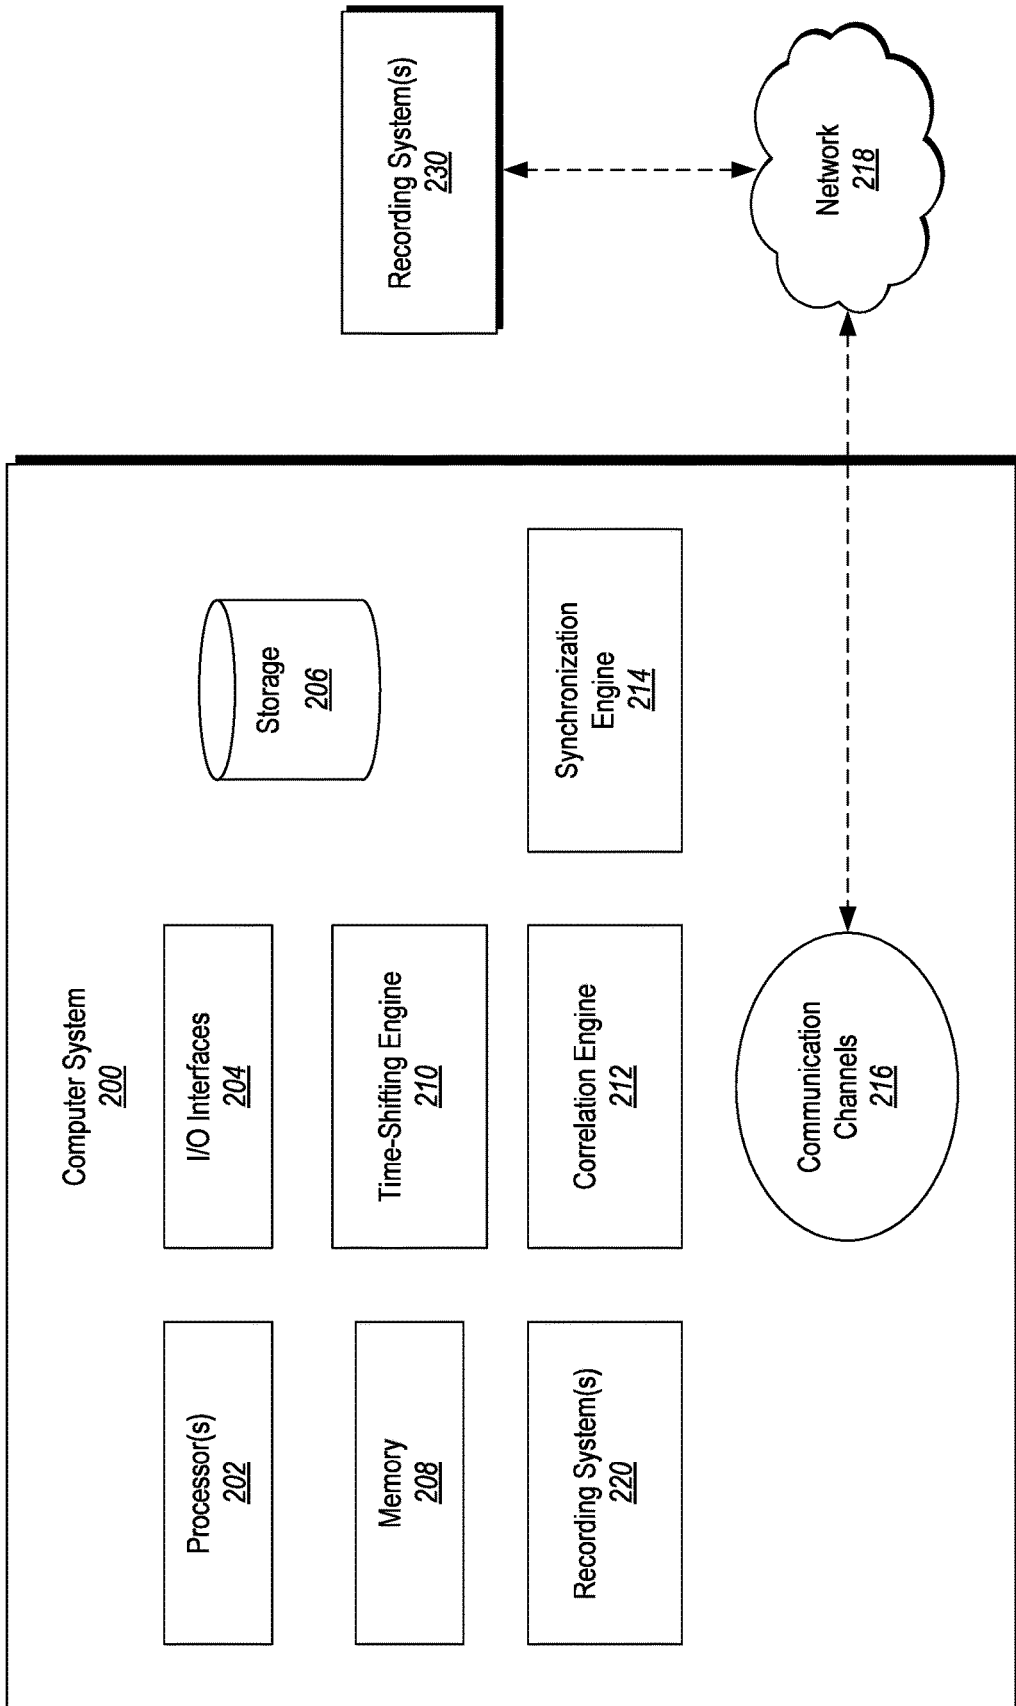 Computer System
200
Processor(s)
202
I/O Interfaces
204
Storage
206
Memory
208
Time-Shifting Engine
210
Recording System(s)
220
Correlation Engine
212
Synchronization
Engine
214
Communication
Channels
216
Recording System(s)
230
Network
218